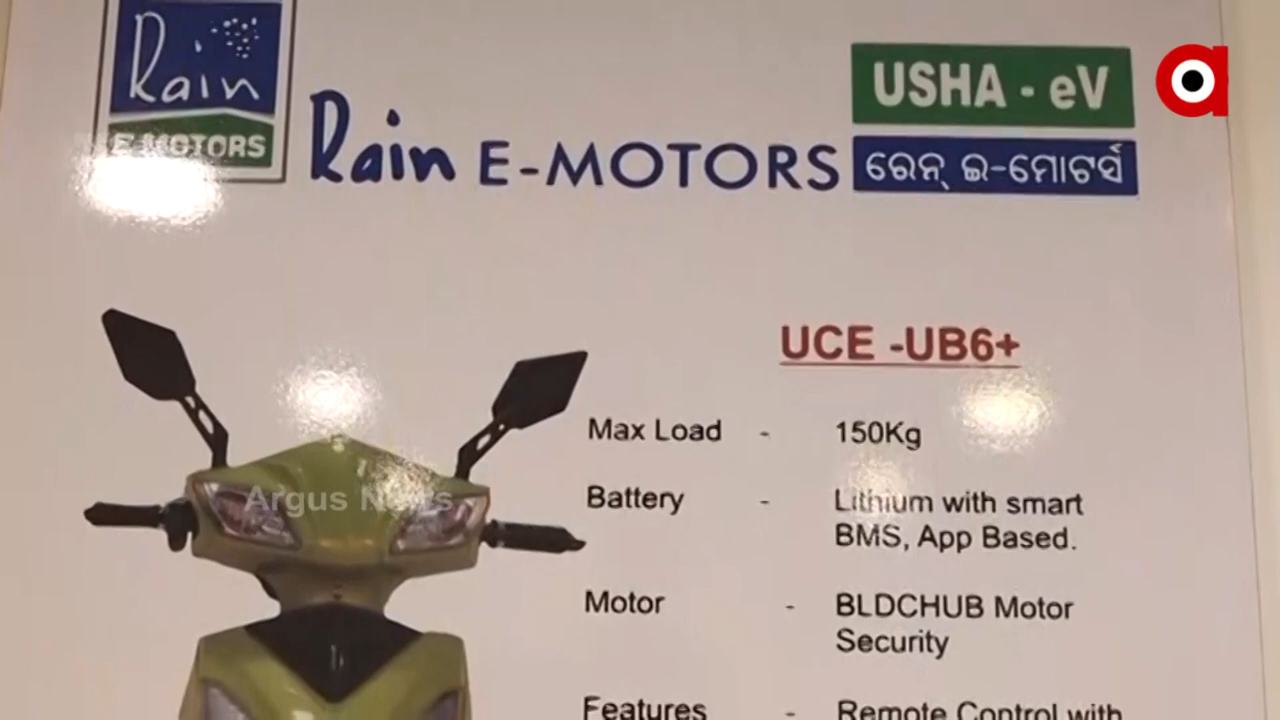 Rain
E-MOTORS
Rain E-MOTORS
USHA - eV
ରେନ୍ ଇ-ମୋଟର୍ସ
UCE -UB6+
Max Load - 150Kg
Battery - Lithium with smart
BMS, App Based.
Motor - BLDCHUB Motor
Security
Features - Remote Control with
Argus News